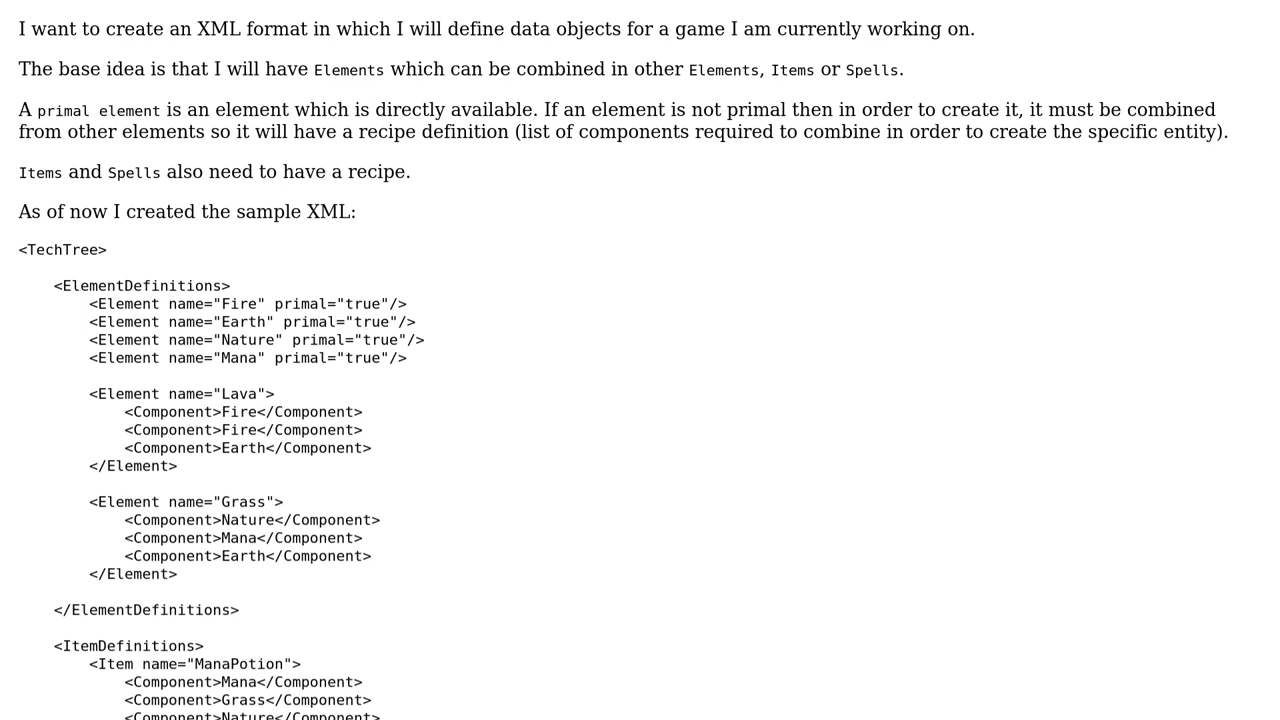 I want to create an XML format in which I will define data objects for a game I am currently working on.
The base idea is that I will have Elements which can be combined in other Elements, Items or Spells.
A primal element is an element which is directly available. If an element is not primal then in order to create it, it must be combined
from other elements so it will have a recipe definition (list of components required to combine in order to create the specific entity).
Items and Spells also need to have a recipe.
As of now I created the sample XML:
<TechTree>
    <ElementDefinitions>
        <Element name="Fire" primal="true"/>
        <Element name="Earth" primal="true"/>
        <Element name="Nature" primal="true"/>
        <Element name="Mana" primal="true"/>
        <Element name="Lava">
            <Component>Fire</Component>
            <Component>Fire</Component>
            <Component>Earth</Component>
        </Element>
        <Element name="Grass">
            <Component>Nature</Component>
            <Component>Mana</Component>
            <Component>Earth</Component>
        </Element>
    </ElementDefinitions>
    <ItemDefinitions>
        <Item name="ManaPotion">
            <Component>Mana</Component>
            <Component>Grass</Component>
            <Component>Nature</Component>